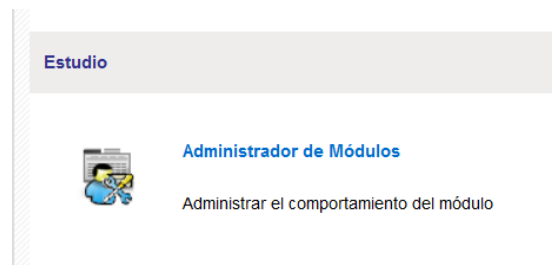 Estudio
Administrador de Módulos
Administrar el comportamiento del módulo